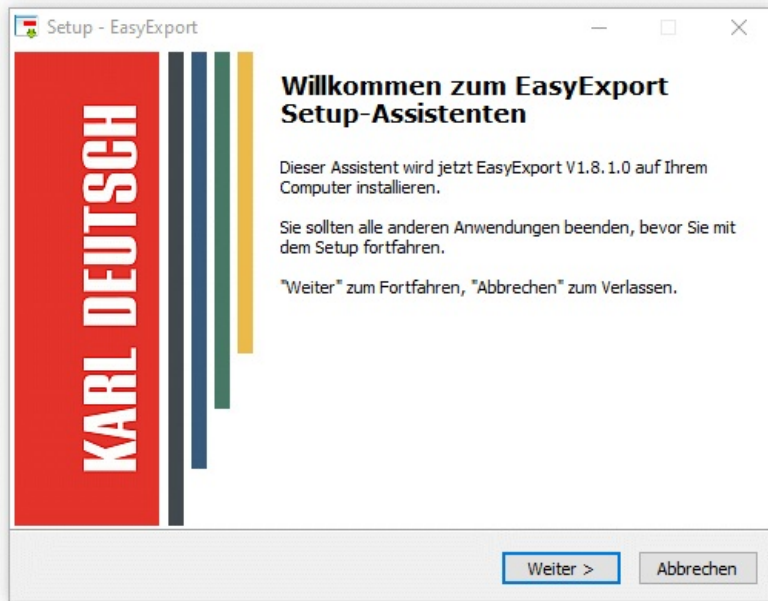 Setup - EasyExport
KARL DEUTSCH
Willkommen zum EasyExport
Setup-Assistenten
Dieser Assistent wird jetzt EasyExport V1.8.1.0 auf Ihrem
Computer installieren.
Sie sollten alle anderen Anwendungen beenden, bevor Sie mit
dem Setup fortfahren.
"Weiter" zum Fortfahren, "Abbrechen" zum Verlassen.
Weiter >
Abbrechen